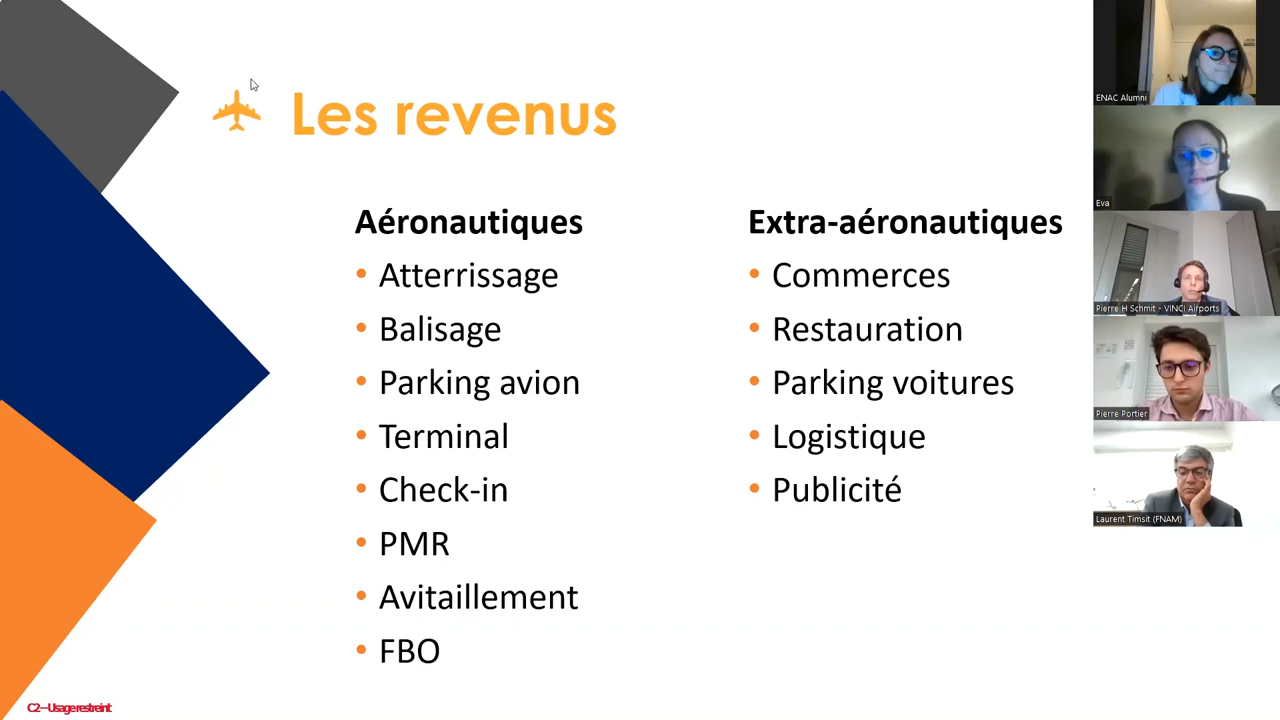 Les revenus
Aéronautiques
• Atterrissage
• Balisage
• Parking avion
• Terminal
• Check-in
• PMR
• Avitaillement
• FBO
Extra-aéronautiques
• Commerces
• Restauration
• Parking voitures
• Logistique
• Publicité
C2 – Usage restreint
ENAC Alumni
Eva
Pierre H Schmit - VINCI Airports
Pierre Portier
Laurent Timsit (FNAM)